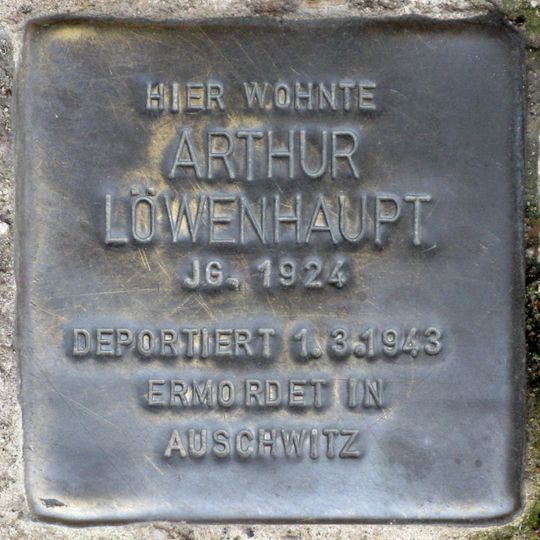 HIER WOHNTE
ARTHUR
LÖWENHAUPT
JG. 1924
DEPORTIERT 1.3.1943
ERMORDET IN
AUSCHWITZ